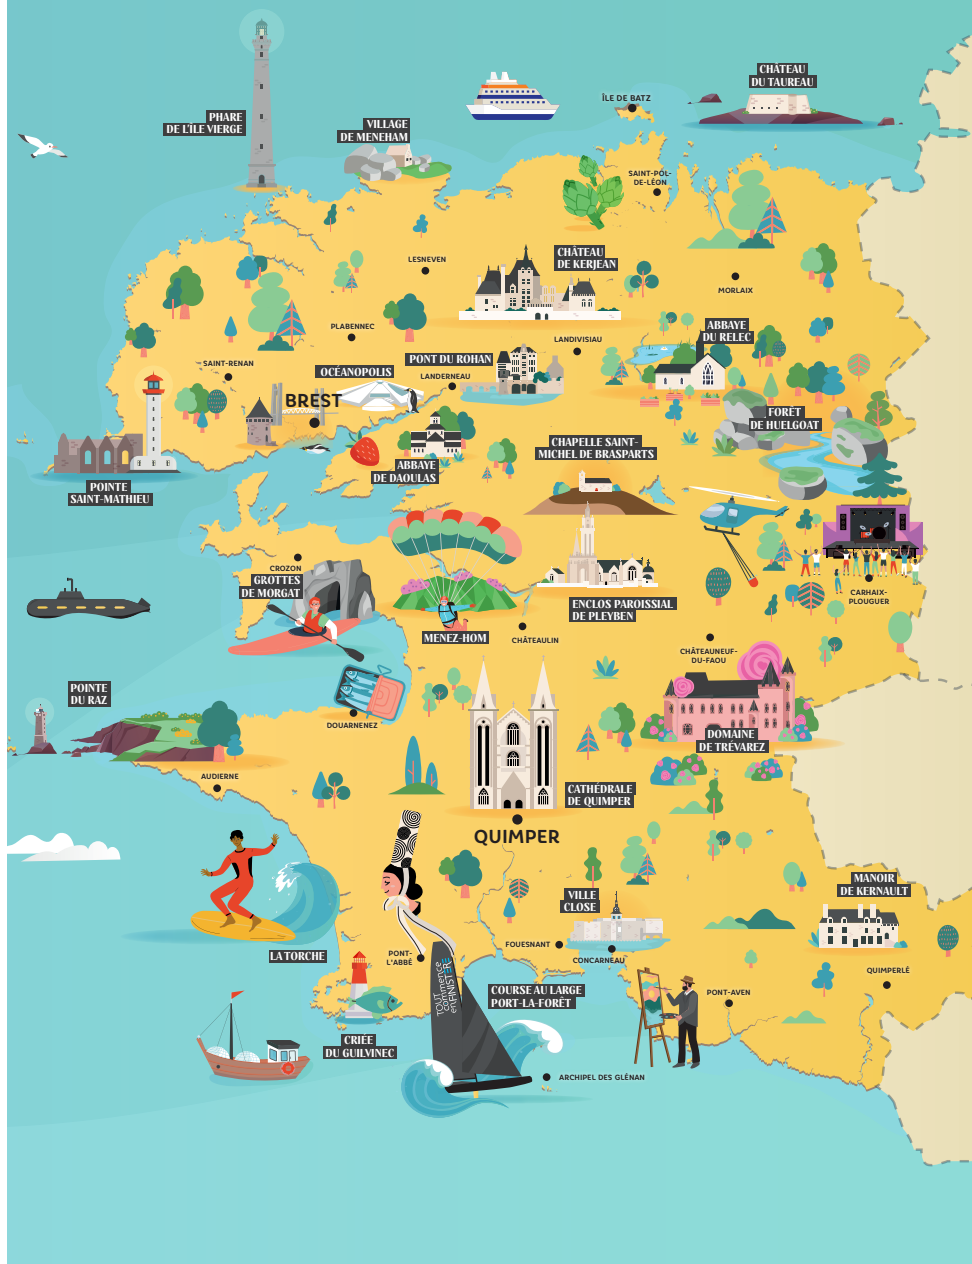 CHÂTEAU
DU TAUREAU
ÎLE DE BATZ
PHARE
DE L'ÎLE VIERGE
VILLAGE
DE MENEHAM
SAINT-POL-
DE-LÉON
LESNEVEN
CHÂTEAU
DE KERJEAN
MORLAIX
PLABENNEC
LANDIVISIAU
ABBAYE
DU RELEC
PONT DU ROHAN
SAINT-RENAN
OCÉANOPOLIS
LANDERNEAU
BREST
FORÊT
DE HUELGOAT
CHAPELLE SAINT-
MICHEL DE BRASPARTS
ABBAYE
DE DAOULAS
POINTE
SAINT-MATHIEU
CROZON
GROTTES
DE MORGAT
CARHAIX-
PLOUGUER
ENCLOS PAROISSIAL
DE PLEYBEN
MENEZ-HOM
CHÂTEAULIN
CHÂTEAUNEUF-
DU-FAOU
POINTE
DU RAZ
DOUARNENEZ
DOMAINE
DE TRÉVAREZ
AUDIERNE
CATHÉDRALE
DE QUIMPER
QUIMPER
MANOIR
DE KERNAULT
VILLE
CLOSE
FOUESNANT
PONT-
L'ABBÉ
LA TORCHE
CONCARNEAU
QUIMPERLÉ
TOUT
commence
en FINISTÈRE
COURSE AU LARGE
PORT-LA-FORÊT
PONT-AVEN
CRIÉE
DU GUILVINEC
ARCHIPEL DES GLÉNAN